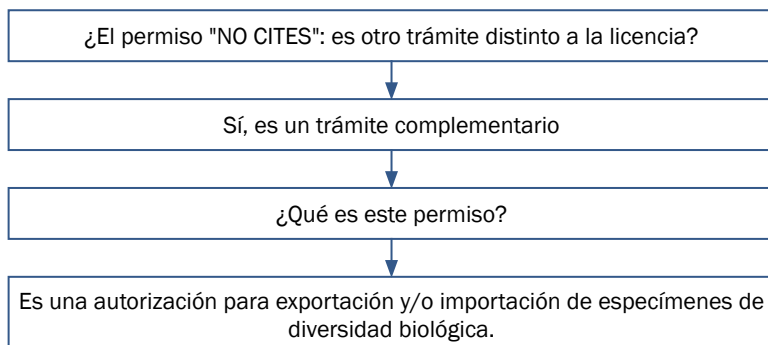 ¿El permiso "NO CITES": es otro trámite distinto a la licencia?
Sí, es un trámite complementario
¿Qué es este permiso?
Es una autorización para exportación y/o importación de especímenes de
diversidad biológica.